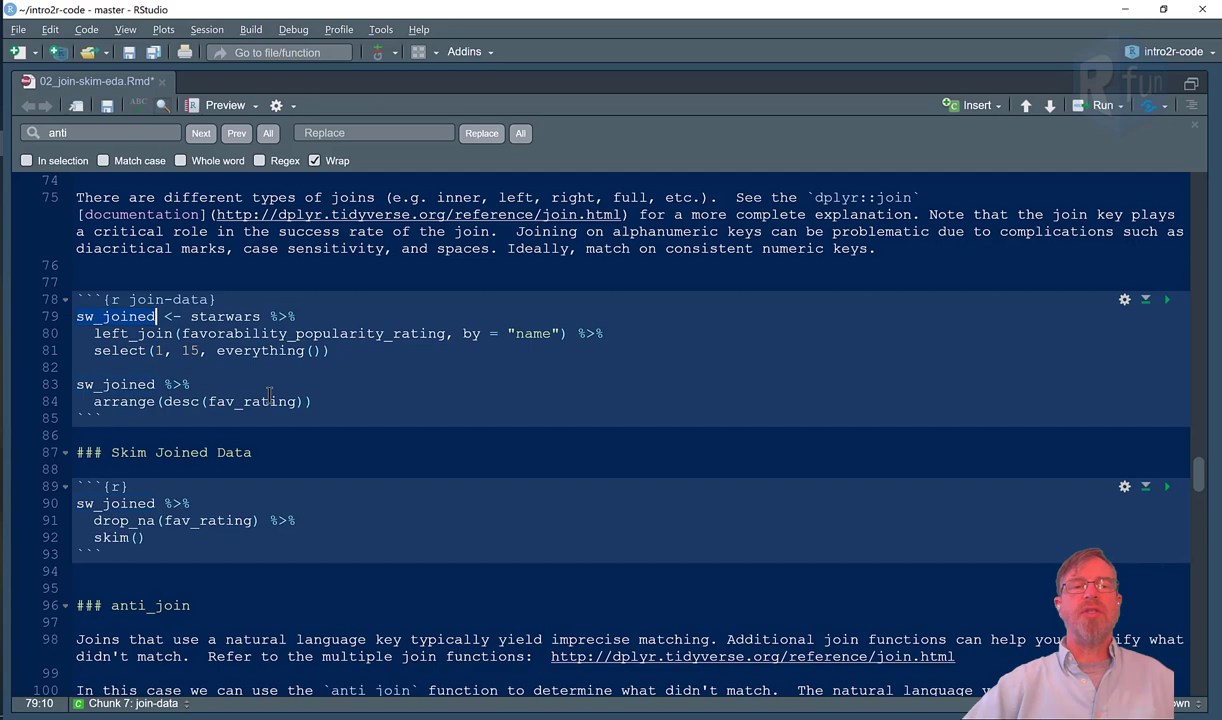 ~/intro2r-code - master - RStudio
File Edit Code View Plots Session Build Debug Profile Tools Help
Go to file/function Addins intro2r-code
02_join-skim-eda.Rmd*
R fun
ABC Preview Insert Run
anti Next Prev All Replace Replace All
In selection Match case Whole word Regex Wrap
74
75 There are different types of joins (e.g. inner, left, right, full, etc.).  See the `dplyr::join`
[documentation](http://dplyr.tidyverse.org/reference/join.html) for a more complete explanation. Note that the join key plays
a critical role in the success rate of the join.  Joining on alphanumeric keys can be problematic due to complications such as
diacritical marks, case sensitivity, and spaces. Ideally, match on consistent numeric keys.
76
77
78 ```{r join-data}
79 sw_joined <- starwars %>%
80 left_join(favorability_popularity_rating, by = "name") %>%
81 select(1, 15, everything())
82
83 sw_joined %>%
84 arrange(desc(fav_rating))
85 ```
86
87 ### Skim Joined Data
88
89 ```{r}
90 sw_joined %>%
91 drop_na(fav_rating) %>%
92 skim()
93 ```
94
95
96 ### anti_join
97
98 Joins that use a natural language key typically yield imprecise matching. Additional join functions can help you ify what
didn't match.  Refer to the multiple join functions:  http://dplyr.tidyverse.org/reference/join.html
99
100 In this case we can use the `anti_join` function to determine what didn't match.  The natural language
79:10 Chunk 7: join-data own